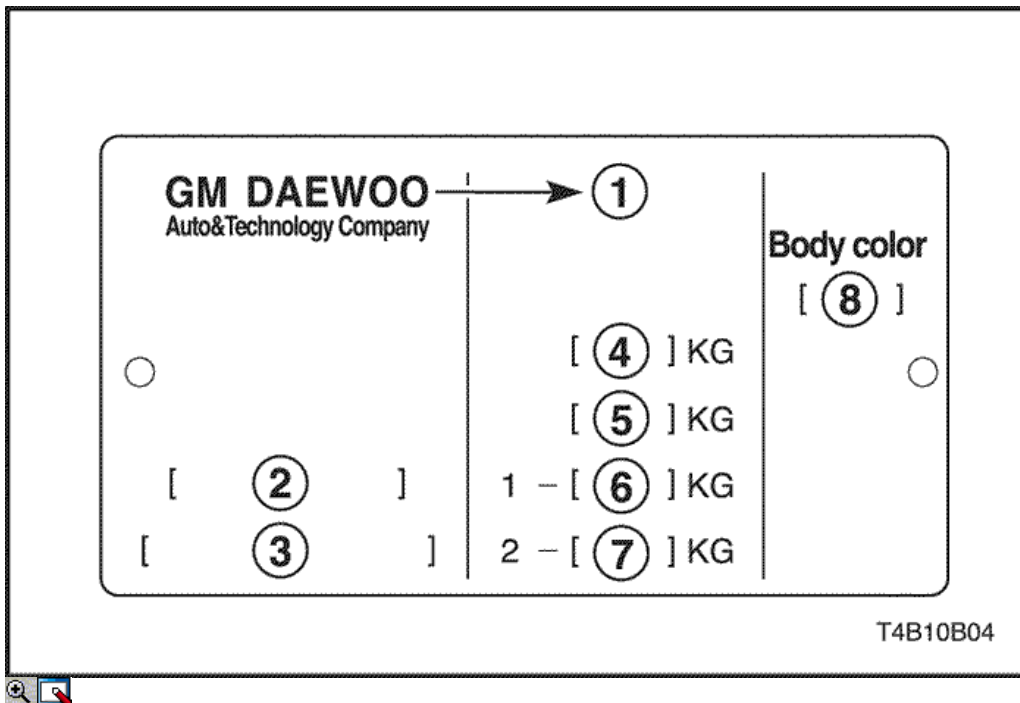 GM DAEWOO → ①
Auto&Technology Company
Body color
[ ⑧ ]
[ ④ ] KG
[ ⑤ ] KG
[ ② ] 1 – [ ⑥ ] KG
[ ③ ] 2 – [ ⑦ ] KG
T4B10B04